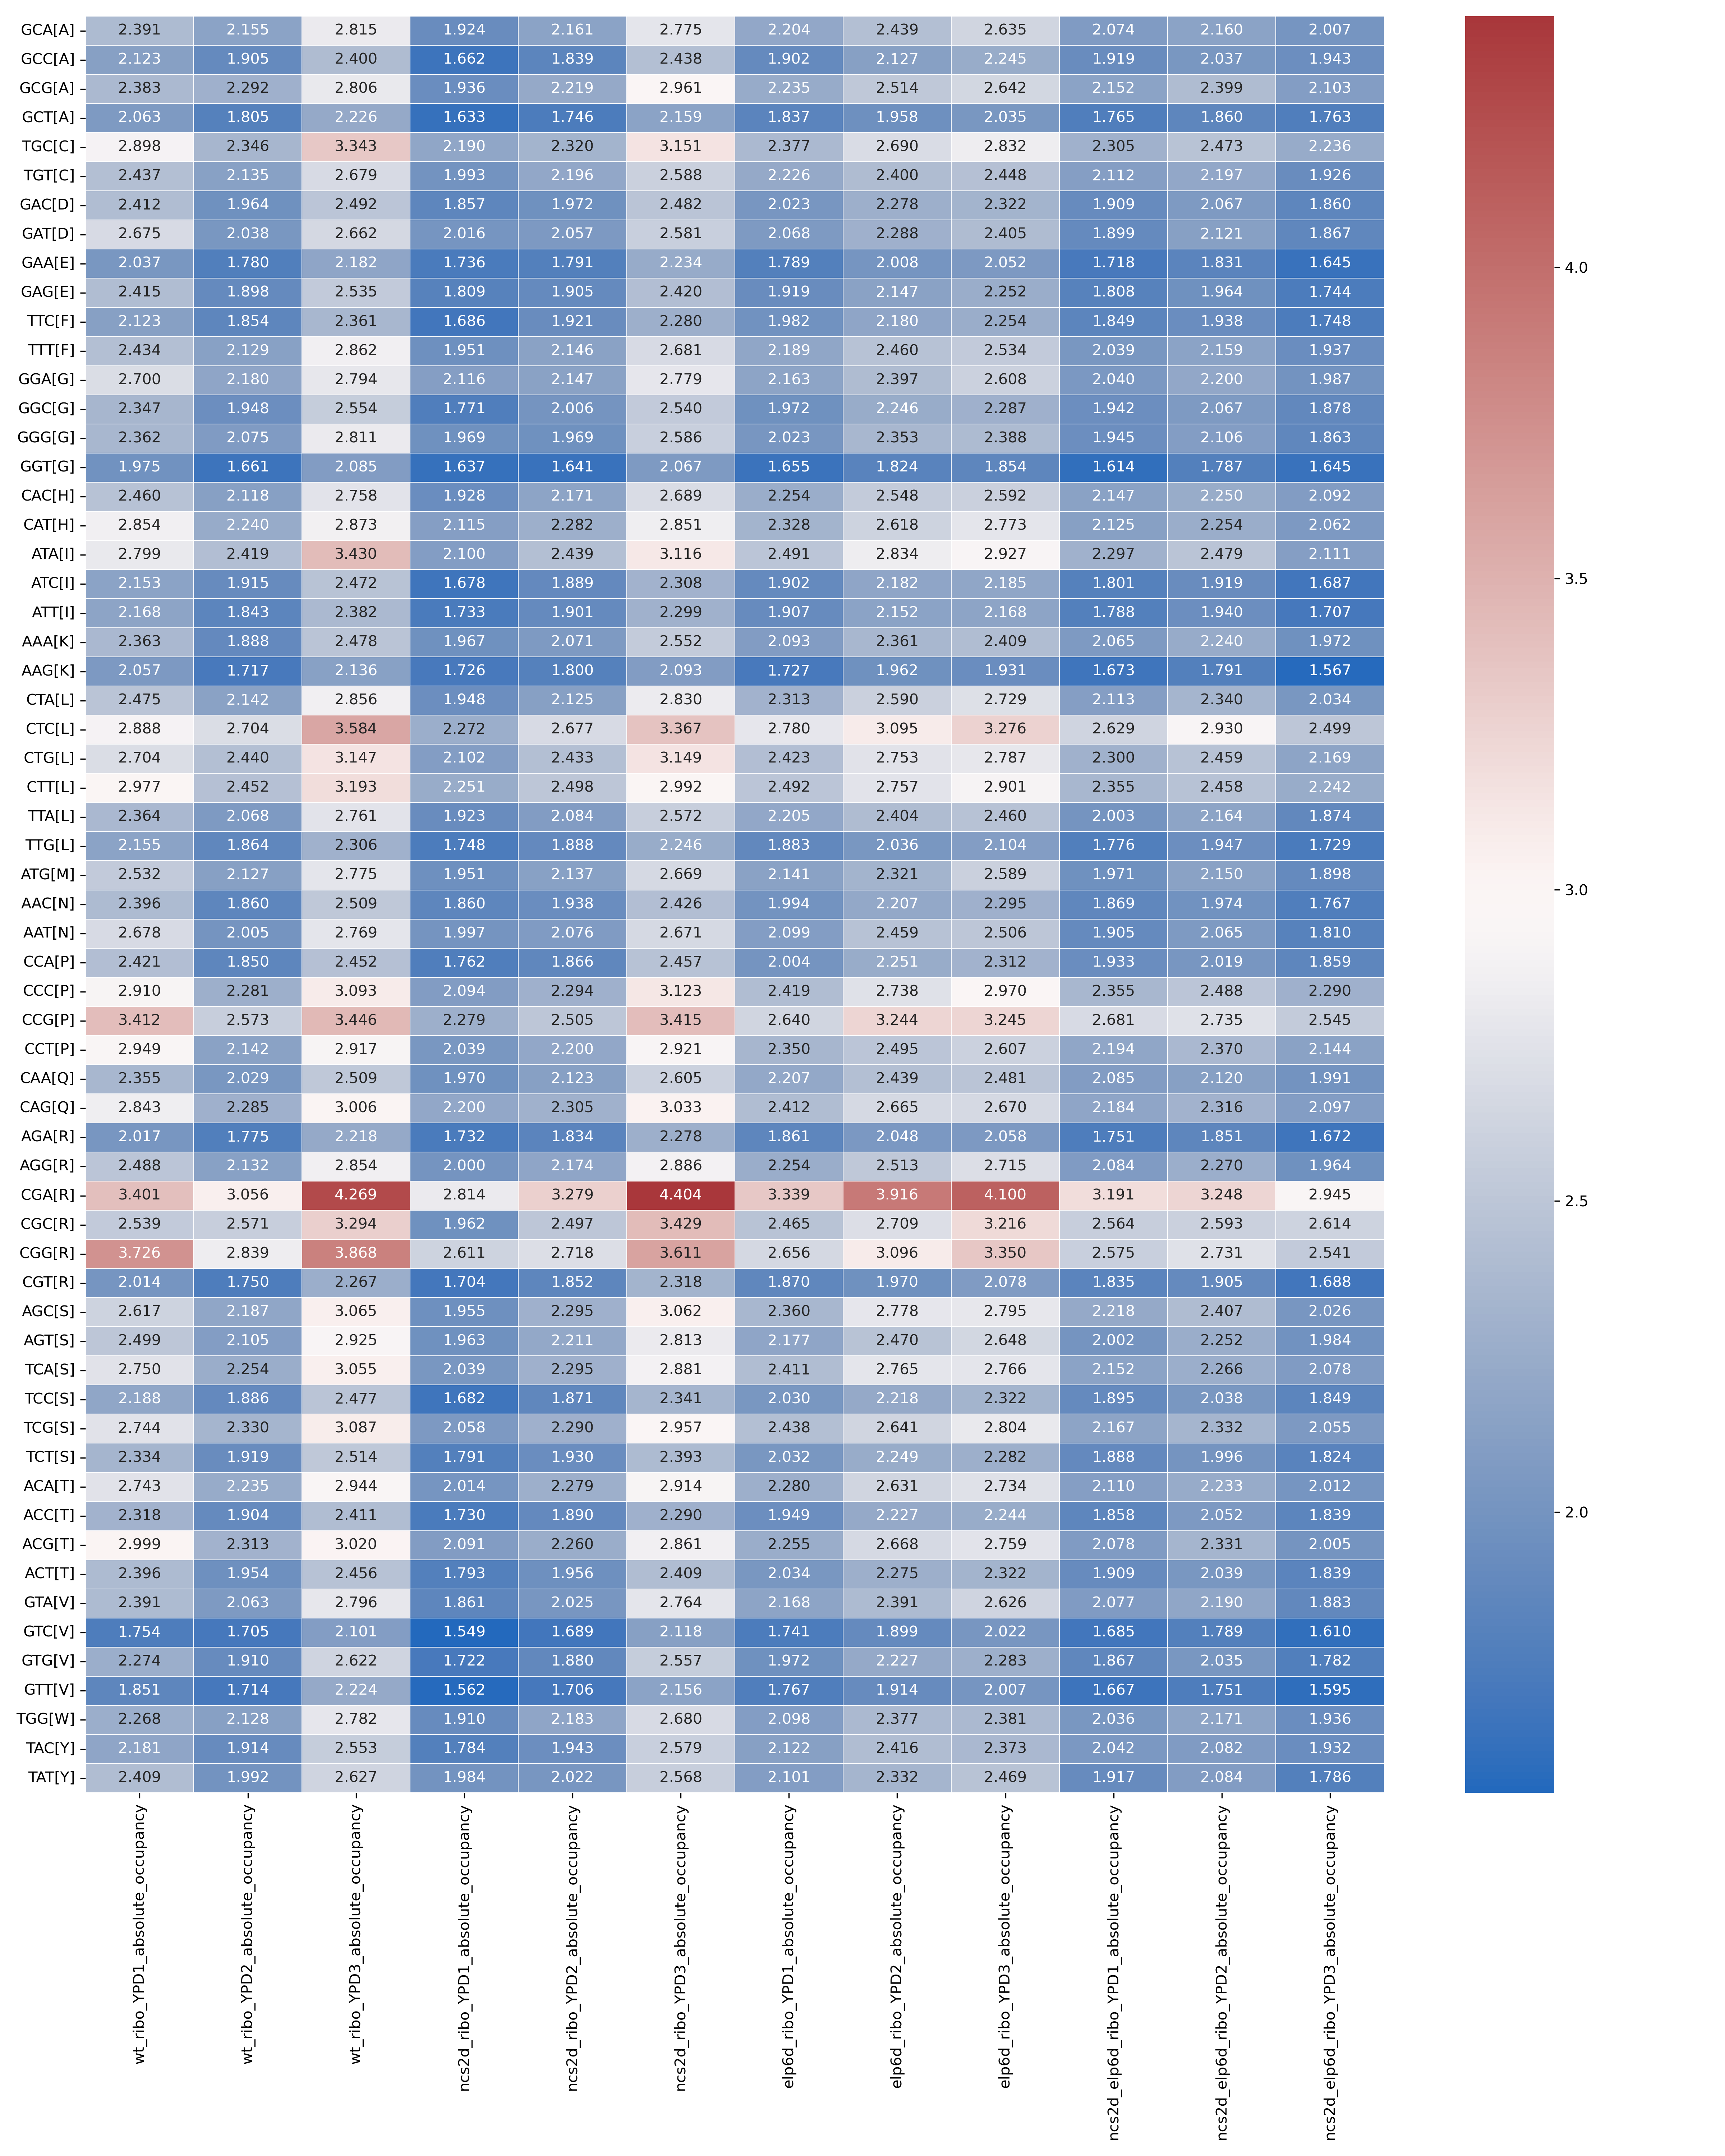 GCA[A] 2.391 2.155 2.815 1.924 2.161 2.775 2.204 2.439 2.635 2.074 2.160 2.007
GCC[A] 2.123 1.905 2.400 1.662 1.839 2.438 1.902 2.127 2.245 1.919 2.037 1.943
GCG[A] 2.383 2.292 2.806 1.936 2.219 2.961 2.235 2.514 2.642 2.152 2.399 2.103
GCT[A] 2.063 1.805 2.226 1.633 1.746 2.159 1.837 1.958 2.035 1.765 1.860 1.763
TGC[C] 2.898 2.346 3.343 2.190 2.320 3.151 2.377 2.690 2.832 2.305 2.473 2.236
TGT[C] 2.437 2.135 2.679 1.993 2.196 2.588 2.226 2.400 2.448 2.112 2.197 1.926
GAC[D] 2.412 1.964 2.492 1.857 1.972 2.482 2.023 2.278 2.322 1.909 2.067 1.860
GAT[D] 2.675 2.038 2.662 2.016 2.057 2.581 2.068 2.288 2.405 1.899 2.121 1.867
4.0
GAA[E] 2.037 1.780 2.182 1.736 1.791 2.234 1.789 2.008 2.052 1.718 1.831 1.645
GAG[E] 2.415 1.898 2.535 1.809 1.905 2.420 1.919 2.147 2.252 1.808 1.964 1.744
TTC[F] 2.123 1.854 2.361 1.686 1.921 2.280 1.982 2.180 2.254 1.849 1.938 1.748
TTT[F] 2.434 2.129 2.862 1.951 2.146 2.681 2.189 2.460 2.534 2.039 2.159 1.937
GGA[G] 2.700 2.180 2.794 2.116 2.147 2.779 2.163 2.397 2.608 2.040 2.200 1.987
GGC[G] 2.347 1.948 2.554 1.771 2.006 2.540 1.972 2.246 2.287 1.942 2.067 1.878
GGG[G] 2.362 2.075 2.811 1.969 1.969 2.586 2.023 2.353 2.388 1.945 2.106 1.863
GGT[G] 1.975 1.661 2.085 1.637 1.641 2.067 1.655 1.824 1.854 1.614 1.787 1.645
CAC[H] 2.460 2.118 2.758 1.928 2.171 2.689 2.254 2.548 2.592 2.147 2.250 2.092
CAT[H] 2.854 2.240 2.873 2.115 2.282 2.851 2.328 2.618 2.773 2.125 2.254 2.062
ATA[I] 2.799 2.419 3.430 2.100 2.439 3.116 2.491 2.834 2.927 2.297 2.479 2.111
3.5
ATC[I] 2.153 1.915 2.472 1.678 1.889 2.308 1.902 2.182 2.185 1.801 1.919 1.687
ATT[I] 2.168 1.843 2.382 1.733 1.901 2.299 1.907 2.152 2.168 1.788 1.940 1.707
AAA[K] 2.363 1.888 2.478 1.967 2.071 2.552 2.093 2.361 2.409 2.065 2.240 1.972
AAG[K] 2.057 1.717 2.136 1.726 1.800 2.093 1.727 1.962 1.931 1.673 1.791 1.567
CTA[L] 2.475 2.142 2.856 1.948 2.125 2.830 2.313 2.590 2.729 2.113 2.340 2.034
CTC[L] 2.888 2.704 3.584 2.272 2.677 3.367 2.780 3.095 3.276 2.629 2.930 2.499
CTG[L] 2.704 2.440 3.147 2.102 2.433 3.149 2.423 2.753 2.787 2.300 2.459 2.169
CTT[L] 2.977 2.452 3.193 2.251 2.498 2.992 2.492 2.757 2.901 2.355 2.458 2.242
TTA[L] 2.364 2.068 2.761 1.923 2.084 2.572 2.205 2.404 2.460 2.003 2.164 1.874
TTG[L] 2.155 1.864 2.306 1.748 1.888 2.246 1.883 2.036 2.104 1.776 1.947 1.729
ATG[M] 2.532 2.127 2.775 1.951 2.137 2.669 2.141 2.321 2.589 1.971 2.150 1.898
3.0
AAC[N] 2.396 1.860 2.509 1.860 1.938 2.426 1.994 2.207 2.295 1.869 1.974 1.767
AAT[N] 2.678 2.005 2.769 1.997 2.076 2.671 2.099 2.459 2.506 1.905 2.065 1.810
CCA[P] 2.421 1.850 2.452 1.762 1.866 2.457 2.004 2.251 2.312 1.933 2.019 1.859
CCC[P] 2.910 2.281 3.093 2.094 2.294 3.123 2.419 2.738 2.970 2.355 2.488 2.290
CCG[P] 3.412 2.573 3.446 2.279 2.505 3.415 2.640 3.244 3.245 2.681 2.735 2.545
CCT[P] 2.949 2.142 2.917 2.039 2.200 2.921 2.350 2.495 2.607 2.194 2.370 2.144
CAA[Q] 2.355 2.029 2.509 1.970 2.123 2.605 2.207 2.439 2.481 2.085 2.120 1.991
CAG[Q] 2.843 2.285 3.006 2.200 2.305 3.033 2.412 2.665 2.670 2.184 2.316 2.097
AGA[R] 2.017 1.775 2.218 1.732 1.834 2.278 1.861 2.048 2.058 1.751 1.851 1.672
AGG[R] 2.488 2.132 2.854 2.000 2.174 2.886 2.254 2.513 2.715 2.084 2.270 1.964
CGA[R] 3.401 3.056 4.269 2.814 3.279 4.404 3.339 3.916 4.100 3.191 3.248 2.945
2.5
CGC[R] 2.539 2.571 3.294 1.962 2.497 3.429 2.465 2.709 3.216 2.564 2.593 2.614
CGG[R] 3.726 2.839 3.868 2.611 2.718 3.611 2.656 3.096 3.350 2.575 2.731 2.541
CGT[R] 2.014 1.750 2.267 1.704 1.852 2.318 1.870 1.970 2.078 1.835 1.905 1.688
AGC[S] 2.617 2.187 3.065 1.955 2.295 3.062 2.360 2.778 2.795 2.218 2.407 2.026
AGT[S] 2.499 2.105 2.925 1.963 2.211 2.813 2.177 2.470 2.648 2.002 2.252 1.984
TCA[S] 2.750 2.254 3.055 2.039 2.295 2.881 2.411 2.765 2.766 2.152 2.266 2.078
TCC[S] 2.188 1.886 2.477 1.682 1.871 2.341 2.030 2.218 2.322 1.895 2.038 1.849
TCG[S] 2.744 2.330 3.087 2.058 2.290 2.957 2.438 2.641 2.804 2.167 2.332 2.055
TCT[S] 2.334 1.919 2.514 1.791 1.930 2.393 2.032 2.249 2.282 1.888 1.996 1.824
ACA[T] 2.743 2.235 2.944 2.014 2.279 2.914 2.280 2.631 2.734 2.110 2.233 2.012
2.0
ACC[T] 2.318 1.904 2.411 1.730 1.890 2.290 1.949 2.227 2.244 1.858 2.052 1.839
ACG[T] 2.999 2.313 3.020 2.091 2.260 2.861 2.255 2.668 2.759 2.078 2.331 2.005
ACT[T] 2.396 1.954 2.456 1.793 1.956 2.409 2.034 2.275 2.322 1.909 2.039 1.839
GTA[V] 2.391 2.063 2.796 1.861 2.025 2.764 2.168 2.391 2.626 2.077 2.190 1.883
GTC[V] 1.754 1.705 2.101 1.549 1.689 2.118 1.741 1.899 2.022 1.685 1.789 1.610
GTG[V] 2.274 1.910 2.622 1.722 1.880 2.557 1.972 2.227 2.283 1.867 2.035 1.782
GTT[V] 1.851 1.714 2.224 1.562 1.706 2.156 1.767 1.914 2.007 1.667 1.751 1.595
TGG[W] 2.268 2.128 2.782 1.910 2.183 2.680 2.098 2.377 2.381 2.036 2.171 1.936
TAC[Y] 2.181 1.914 2.553 1.784 1.943 2.579 2.122 2.416 2.373 2.042 2.082 1.932
TAT[Y] 2.409 1.992 2.627 1.984 2.022 2.568 2.101 2.332 2.469 1.917 2.084 1.786
wt_ribo_YPD1_absolute_occupancy
wt_ribo_YPD2_absolute_occupancy
wt_ribo_YPD3_absolute_occupancy
ncs2d_ribo_YPD1_absolute_occupancy
ncs2d_ribo_YPD2_absolute_occupancy
ncs2d_ribo_YPD3_absolute_occupancy
elp6d_ribo_YPD1_absolute_occupancy
elp6d_ribo_YPD2_absolute_occupancy
elp6d_ribo_YPD3_absolute_occupancy
ncs2d_elp6d_ribo_YPD1_absolute_occupancy
ncs2d_elp6d_ribo_YPD2_absolute_occupancy
ncs2d_elp6d_ribo_YPD3_absolute_occupancy